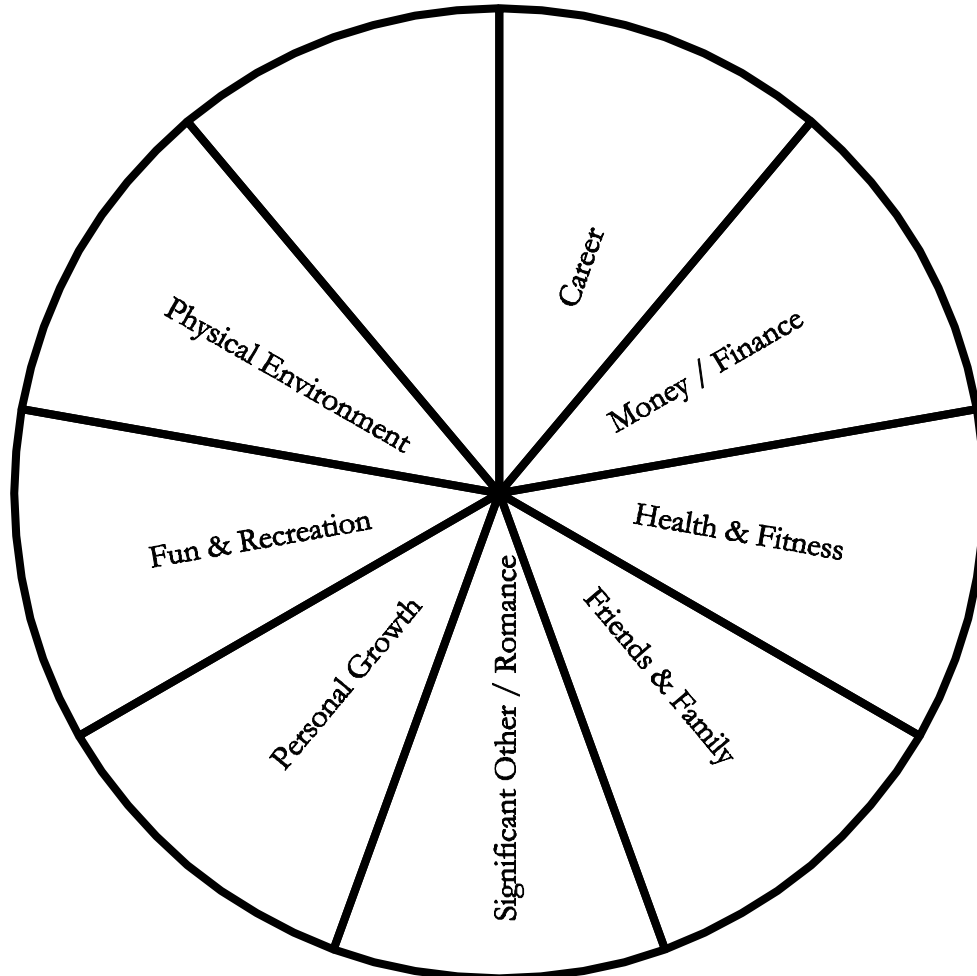 Career
Money / Finance
Health & Fitness
Friends & Family
Significant Other / Romance
Personal Growth
Fun & Recreation
Physical Environment